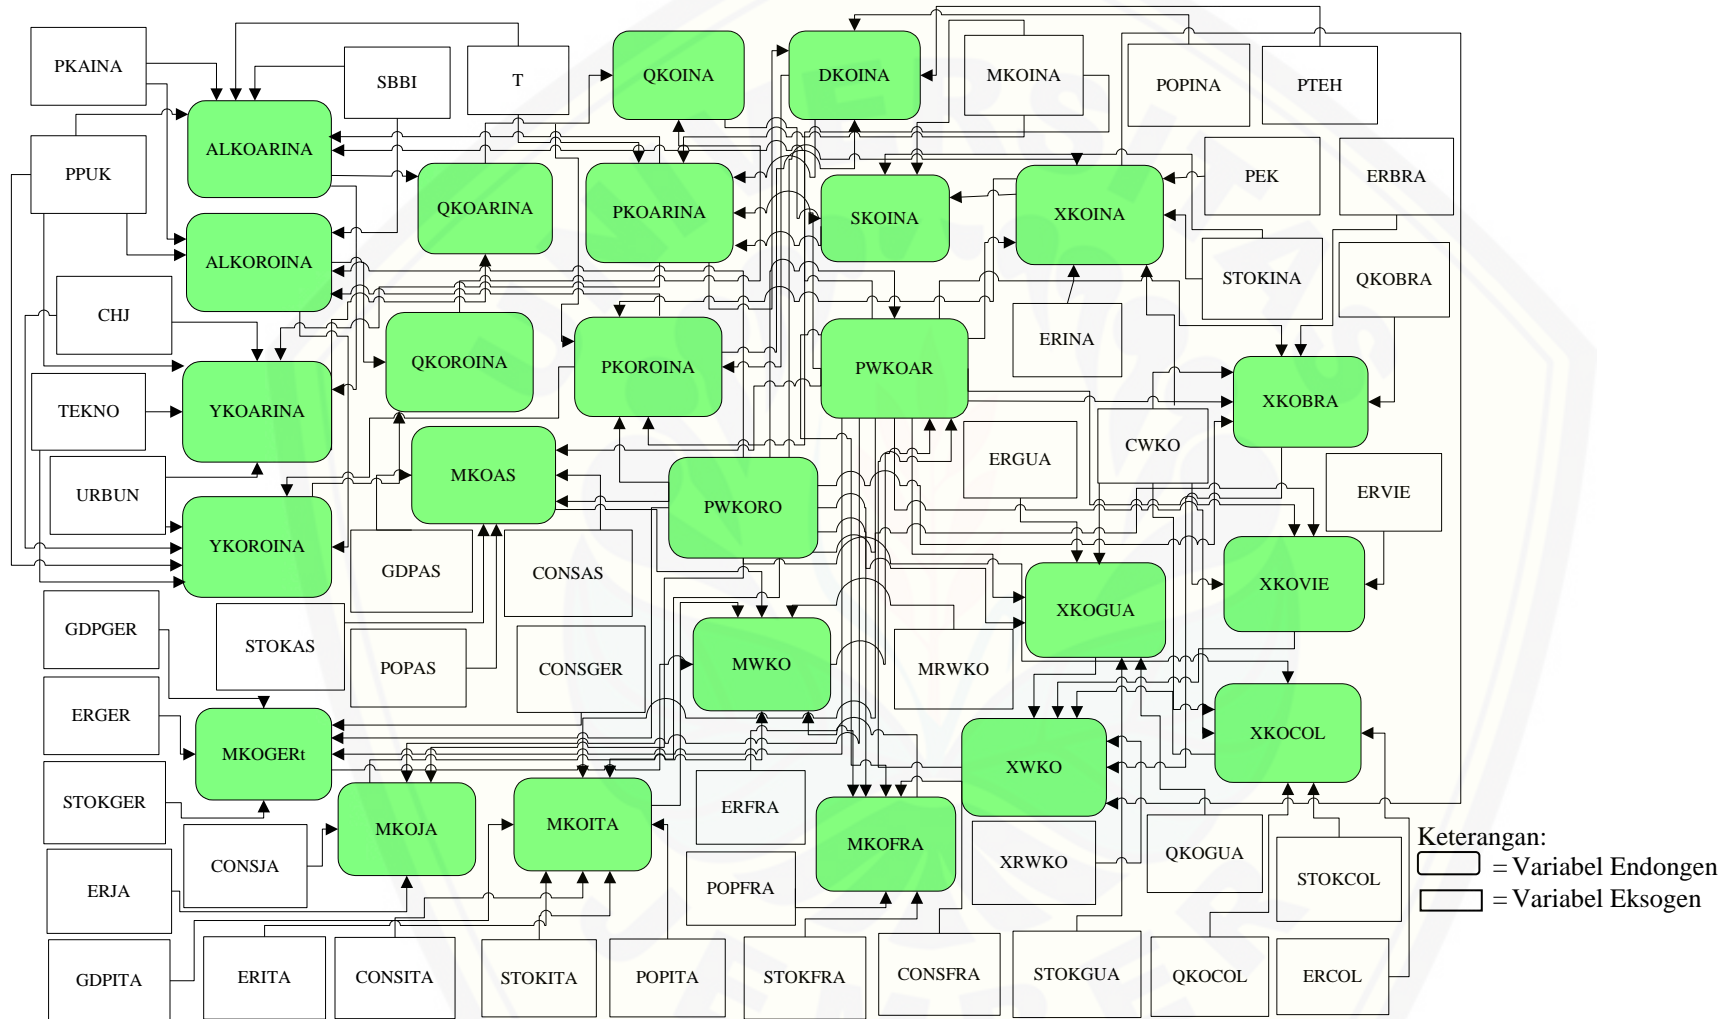 PKAINA
SBBI
T
QKOINA
DKOINA
MKOINA
POPINA
PTEH
ALKOARINA
PPUK
QKOARINA
PKOARINA
SKOINA
XKOINA
PEK
ERBRA
ALKOROINA
STOKINA
QKOBRA
CHJ
ERINA
QKOROINA
PKOROINA
PWKOAR
XKOBRA
TEKNO
YKOARINA
URBUN
MKOAS
PWKORO
ERGUA
CWKO
ERVIE
YKOROINA
GDPAS
CONSAS
XKOGUA
XKOVIE
GDPGER
STOKAS
POPAS
CONSGER
MWKO
MRWKO
ERGER
MKOGERt
XWKO
XKOCOL
STOKGER
MKOJA
MKOITA
ERFRA
MKOFRA
CONSJA
XRWKO
QKOGUA
STOKCOL
Keterangan:
= Variabel Endongen
= Variabel Eksogen
ERJA
POPFRA
GDPITA
ERITA
CONSITA
STOKITA
POPITA
STOKFRA
CONSFRA
STOKGUA
QKOCOL
ERCOL
UNIVERSITAS
JEMBER